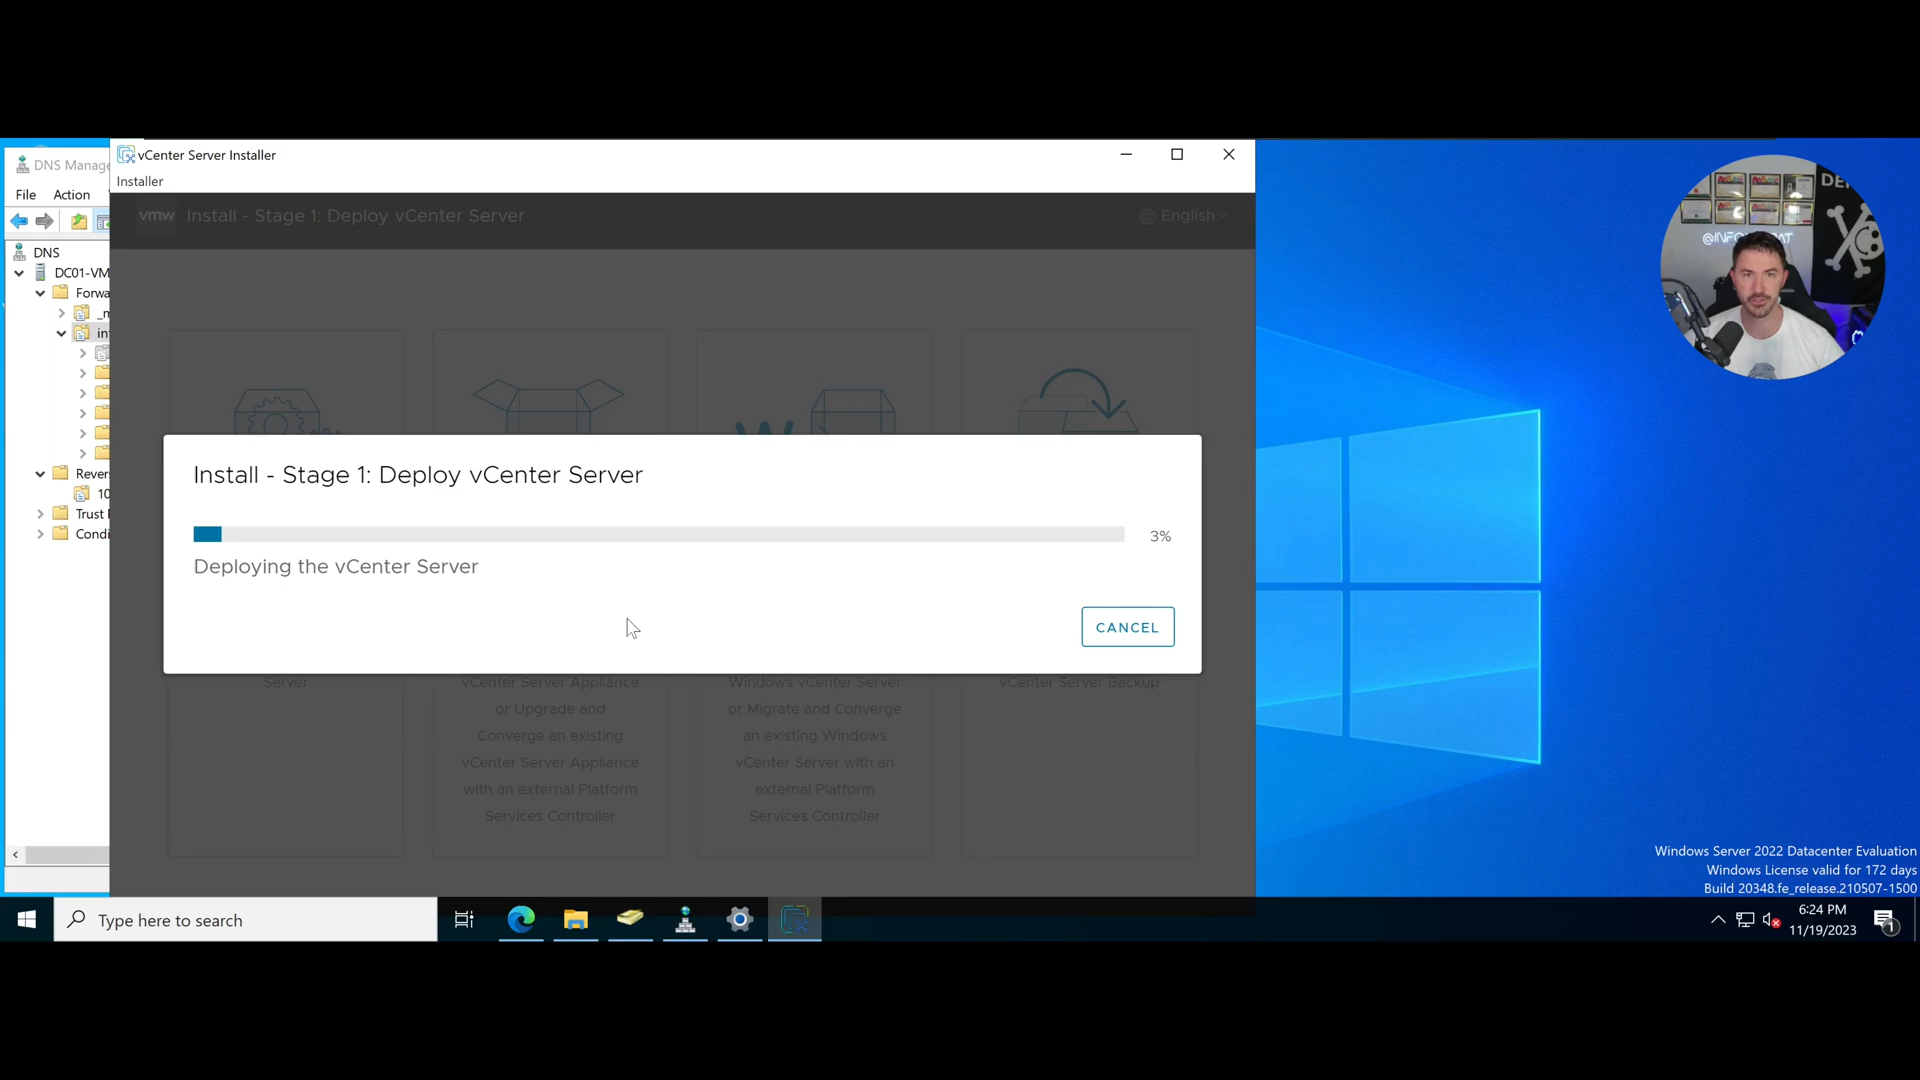 vCenter Server Installer
Installer
DNS Manag
File Action
vmw Install - Stage 1: Deploy vCenter Server
English
DNS
DC01-VM
Forwa
_m
in
Rever
10
Trust
Condi
Install - Stage 1: Deploy vCenter Server
3%
Deploying the vCenter Server
CANCEL
Server
vCenter Server Appliance
or Upgrade and
Converge an existing
vCenter Server Appliance
with an external Platform
Services Controller
Windows vCenter Server
or Migrate and Converge
an existing Windows
vCenter Server with an
external Platform
Services Controller
vCenter Server Backup
Windows Server 2022 Datacenter Evaluation
Windows License valid for 172 days
Build 20348.fe_release.210507-1500
Type here to search
6:24 PM
11/19/2023
1